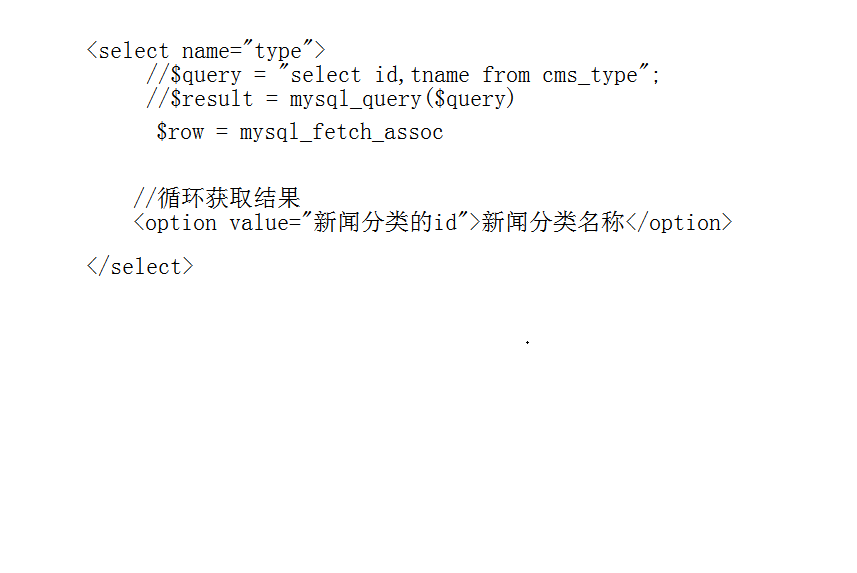 <select name="type">
//$query = "select id,tname from cms_type";
//$result = mysql_query($query)
$row = mysql_fetch_assoc
//循环获取结果
<option value="新闻分类的id">新闻分类名称</option>
</select>